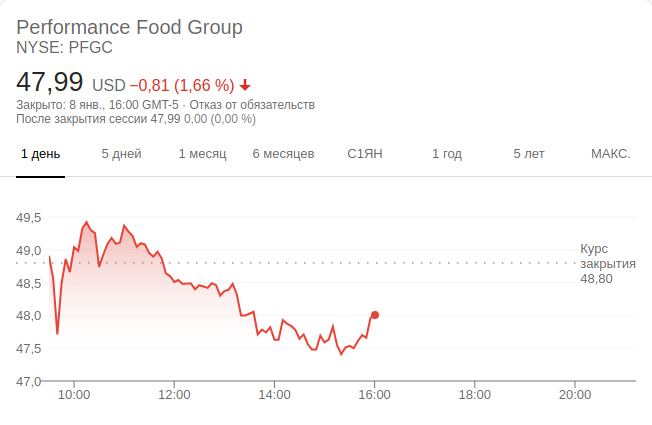 Performance Food Group
NYSE: PFGC
47,99 USD −0,81 (1,66 %)
Закрыто: 8 янв., 16:00 GMT-5 · Отказ от обязательств
После закрытия сессии 47,99 0,00 (0,00 %)
1 день 5 дней 1 месяц 6 месяцев С1ЯН 1 год 5 лет МАКС.
49,5
49,0
Курс
закрытия
48,80
48,5
48,0
47,5
47,0
10:00 12:00 14:00 16:00 18:00 20:00